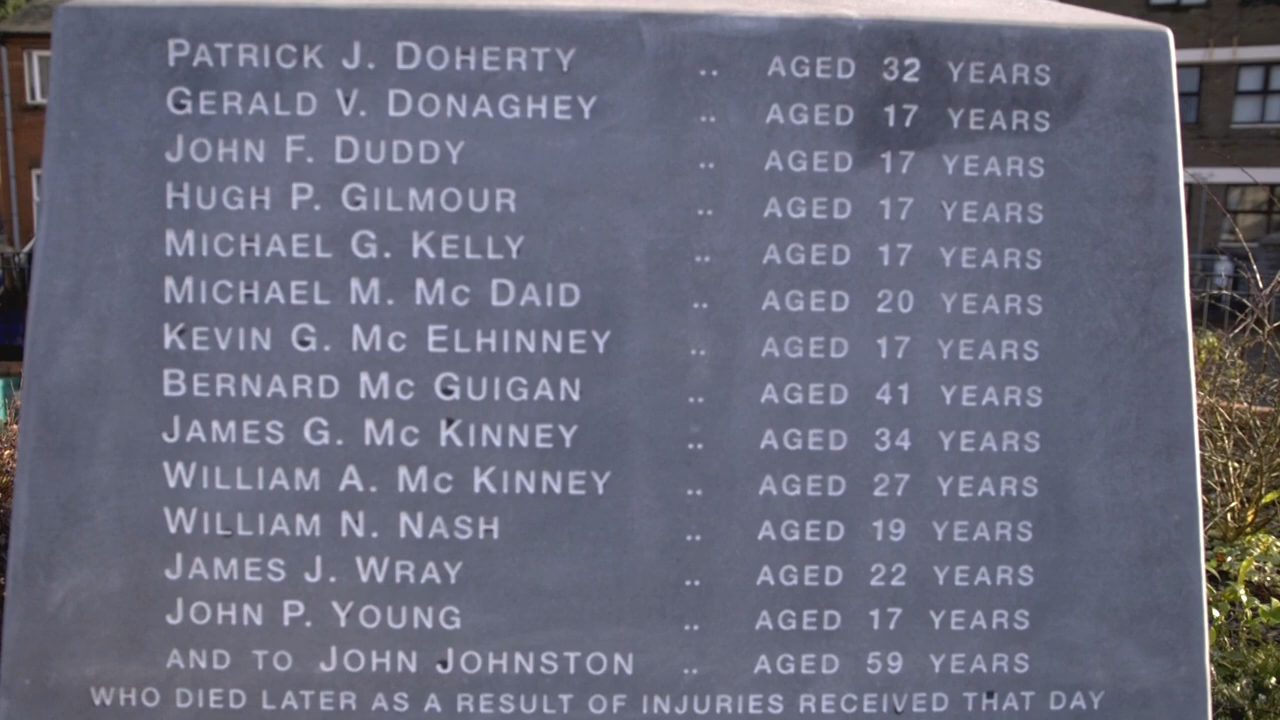 PATRICK J. DOHERTY .. AGED 32 YEARS
GERALD V. DONAGHEY .. AGED 17 YEARS
JOHN F. DUDDY .. AGED 17 YEARS
HUGH P. GILMOUR .. AGED 17 YEARS
MICHAEL G. KELLY .. AGED 17 YEARS
MICHAEL M. Mc DAID .. AGED 20 YEARS
KEVIN G. Mc ELHINNEY .. AGED 17 YEARS
BERNARD Mc GUIGAN .. AGED 41 YEARS
JAMES G. Mc KINNEY .. AGED 34 YEARS
WILLIAM A. Mc KINNEY .. AGED 27 YEARS
WILLIAM N. NASH .. AGED 19 YEARS
JAMES J. WRAY .. AGED 22 YEARS
JOHN P. YOUNG .. AGED 17 YEARS
AND TO JOHN JOHNSTON .. AGED 59 YEARS
WHO DIED LATER AS A RESULT OF INJURIES RECEIVED THAT DAY